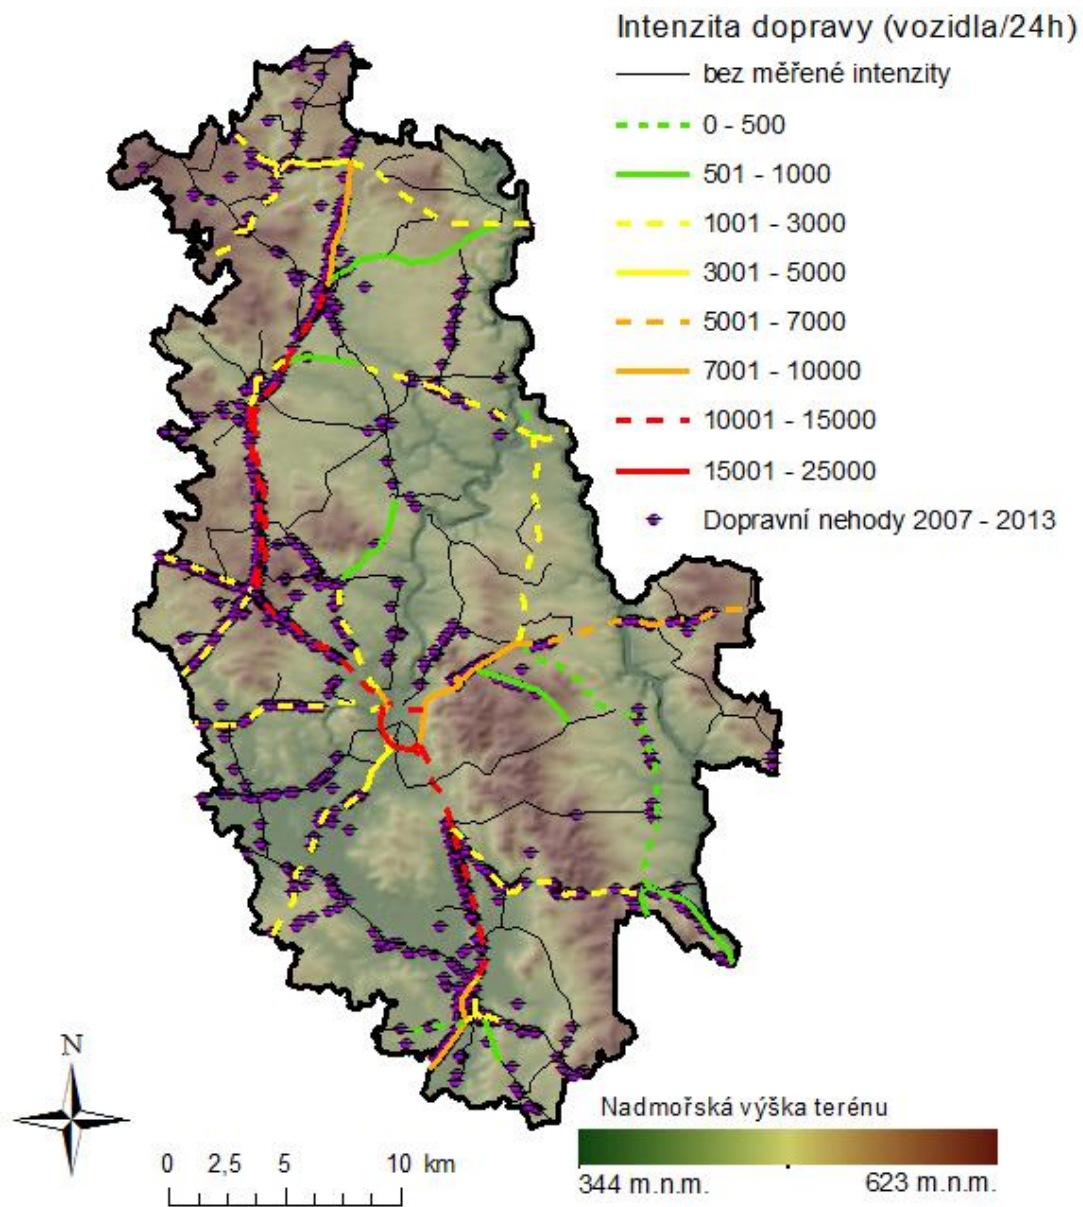 Intenzita dopravy (vozidla/24h)
bez měřené intenzity
0 - 500
501 - 1000
1001 - 3000
3001 - 5000
5001 - 7000
7001 - 10000
10001 - 15000
15001 - 25000
Dopravní nehody 2007 - 2013
N
0 2,5 5 10 km
Nadmořská výška terénu
344 m.n.m. 623 m.n.m.